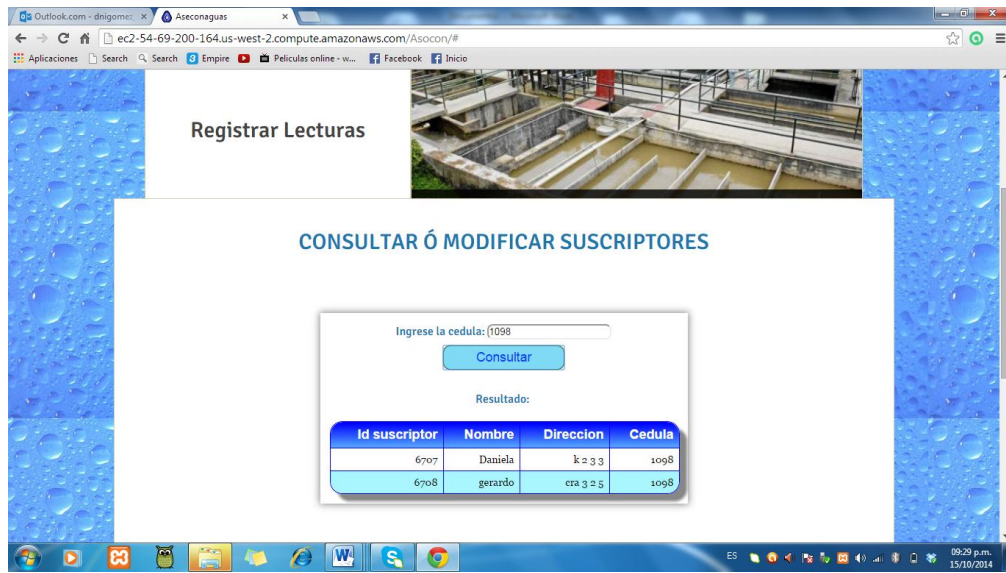 Outlook.com - dnigomez
Aseconaguas
ec2-54-69-200-164.us-west-2.compute.amazonaws.com/Asocon/#
Aplicaciones Search Search Empire Peliculas online - w... Facebook Inicio
Registrar Lecturas
CONSULTAR Ó MODIFICAR SUSCRIPTORES
Ingrese la cedula: 1098
Consultar
Resultado:
Id suscriptor Nombre Direccion Cedula
6707 Daniela k 2 3 3 1098
6708 gerardo cra 3 2 5 1098
ES 09:29 p.m.
15/10/2014